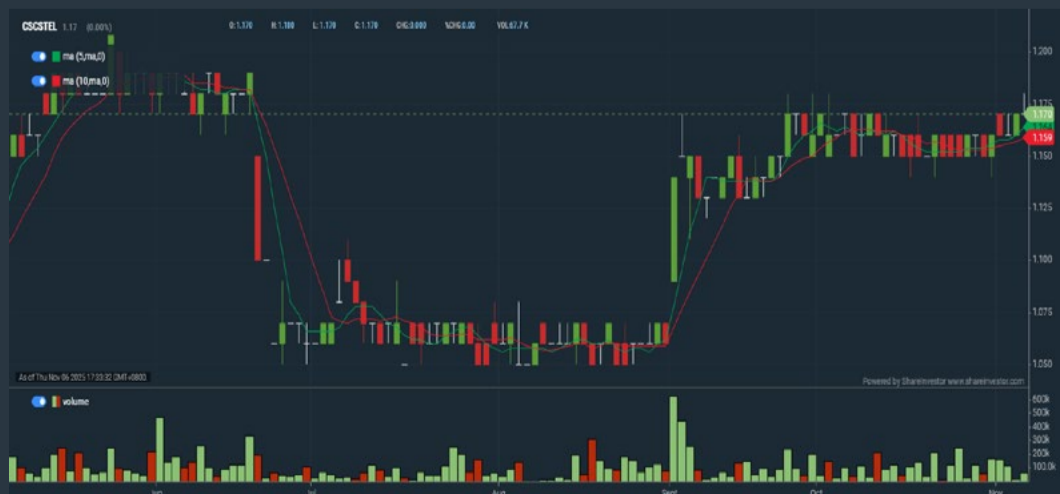 CSCSTEL 1.17 (0.00%) O:1.170 H:1.180 L:1.170 C:1.170 CHG:0.000 %CHG:0.00 VOL:67.7 K
ma (5,ma,0)
ma (10,ma,0)
1.200
1.175
1.170
1.159
1.150
1.125
1.100
1.075
1.050
As of Thu Nov 06 2025 17:03:32 GMT+0800
Powered by ShareInvestor www.shareinvestor.com
volume
600k
500k
400k
300k
200k
100.0k
Jun Jul Aug Sept Oct Nov